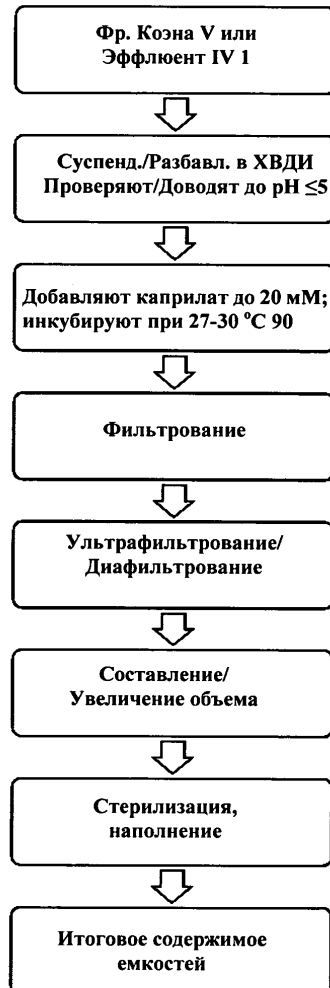 Фр. Коэна V или
Эффлюент IV 1
Суспенд./Разбавл. в ХВДИ
Проверяют/Доводят до pH ≤5
Добавляют каприлат до 20 мМ;
инкубируют при 27-30 °C 90
Фильтрование
Ультрафильтрование/
Диафильтрование
Составление/
Увеличение объема
Стерилизация,
наполнение
Итоговое содержимое
емкостей